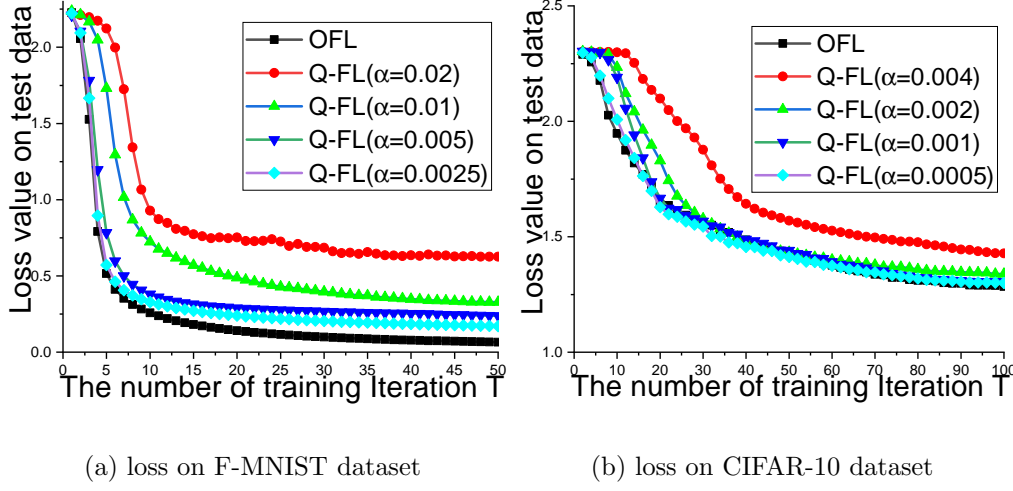 Loss value on test data
2.0
1.5
1.0
0.5
0.0
0 5 10 15 20 25 30 35 40 45 50
The number of training Iteration T
OFL
Q-FL(α=0.02)
Q-FL(α=0.01)
Q-FL(α=0.005)
Q-FL(α=0.0025)
(a) loss on F-MNIST dataset
Loss value on test data
2.5
2.0
1.5
1.0
0 10 20 30 40 50 60 70 80 90 100
The number of training Iteration T
OFL
Q-FL(α=0.004)
Q-FL(α=0.002)
Q-FL(α=0.001)
Q-FL(α=0.0005)
(b) loss on CIFAR-10 dataset